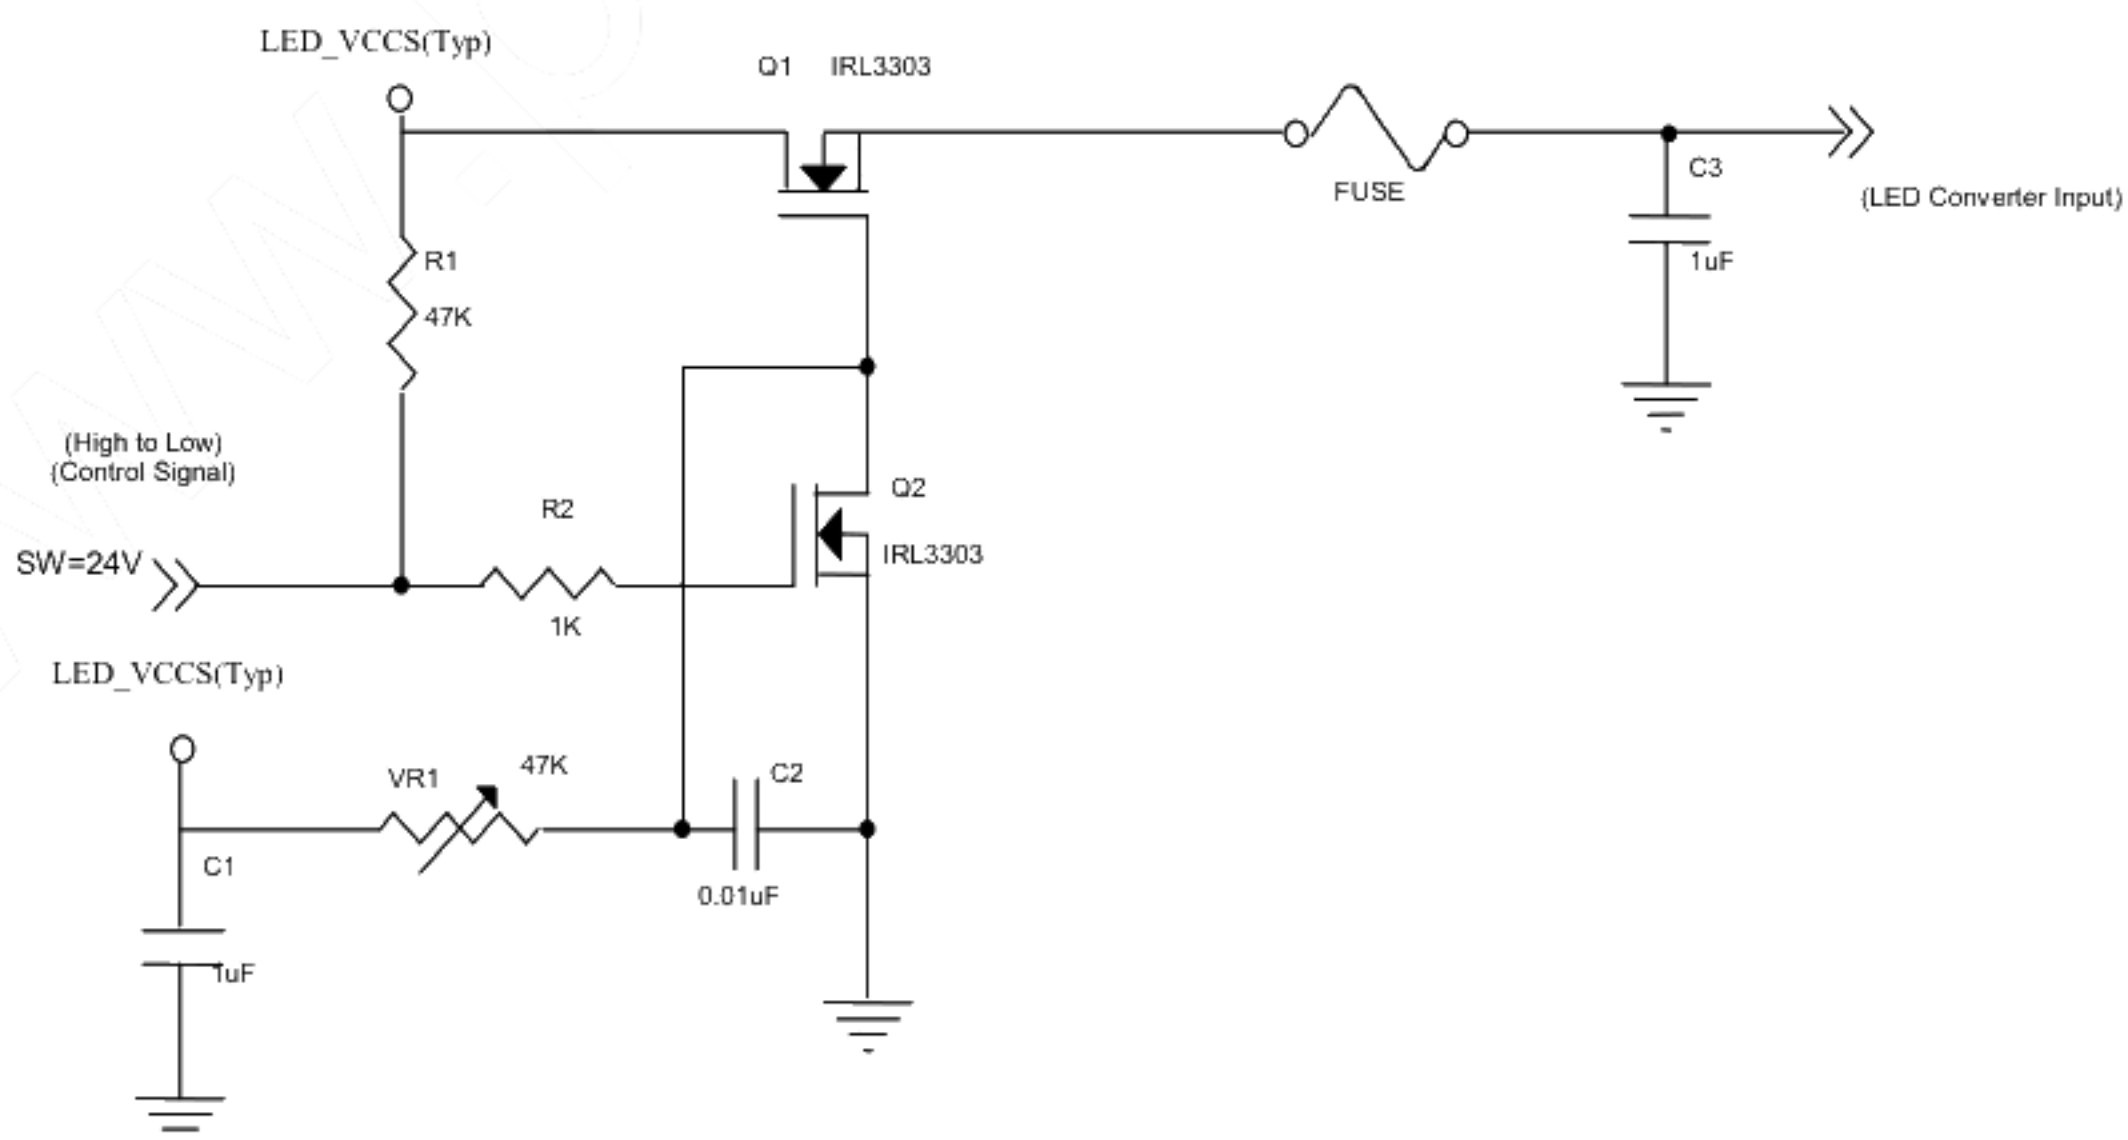 LED_VCCS(Typ)
Q1 IRL3303
FUSE
C3
(LED Converter Input)
1uF
R1
47K
(High to Low)
(Control Signal)
R2
Q2
IRL3303
SW=24V
1K
LED_VCCS(Typ)
VR1
47K
C2
C1
0.01uF
1uF